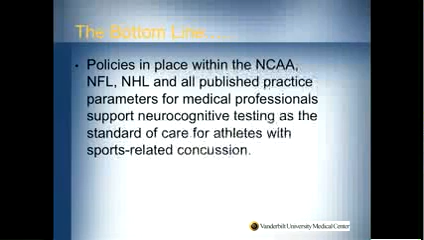 The Bottom Line……
• Policies in place within the NCAA,
NFL, NHL and all published practice
parameters for medical professionals
support neurocognitive testing as the
standard of care for athletes with
sports-related concussion.
Vanderbilt University Medical Center